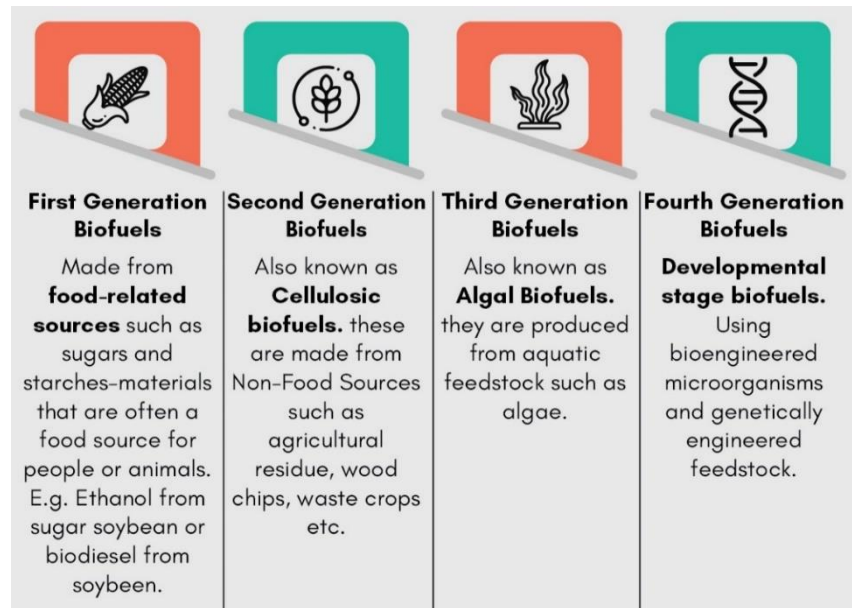 First Generation
Biofuels
Made from
food-related
sources such as
sugars and
starches-materials
that are often a
food source for
people or animals.
E.g. Ethanol from
sugar soybean or
biodiesel from
soybeen.
Second Generation
Biofuels
Also known as
Cellulosic
biofuels. these
are made from
Non-Food Sources
such as
agricultural
residue, wood
chips, waste crops
etc.
Third Generation
Biofuels
Also known as
Algal Biofuels.
they are produced
from aquatic
feedstock such as
algae.
Fourth Generation
Biofuels
Developmental
stage biofuels.
Using
bioengineered
microorganisms
and genetically
engineered
feedstock.